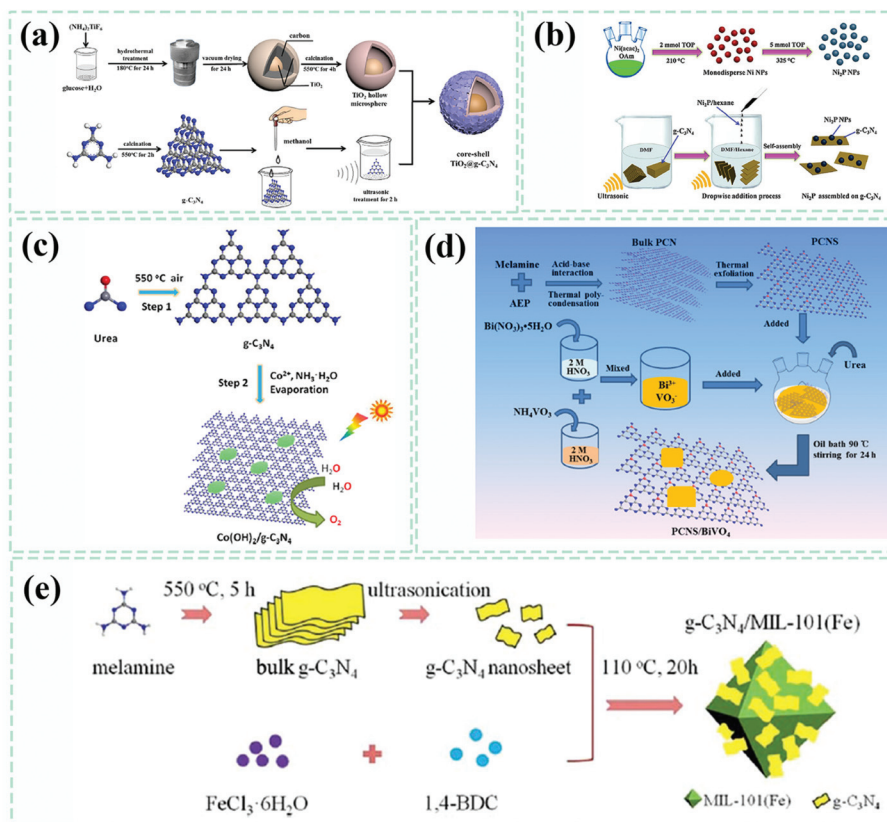 (a)
(NH₄)₂TiF₆
glucose+H₂O
hydrothermal
treatment
180°C for 24 h
vacuum drying
for 24 h
carbon
TiO₂
calcination
550°C for 4h
TiO₂ hollow
microsphere
calcination
550°C for 2h
g-C₃N₄
methanol
ultrasonic
treatment for 2 h
core-shell
TiO₂@g-C₃N₄
(b)
Ni(acac)₂
OAm
2 mmol TOP
210 °C
Monodisperse Ni NPs
5 mmol TOP
325 °C
Ni₂P NPs
g-C₃N₄
DMF
Ultrasonic
Ni₂P/hexane
DMF/Hexane
Dropwise addition process
Self-assembly
Ni₂P NPs
g-C₃N₄
Ni₂P assembled on g-C₃N₄
(c)
Urea
550 °C air
Step 1
g-C₃N₄
Step 2
Co²⁺, NH₃·H₂O
Evaporation
H₂O
H₂O
O₂
Co(OH)₂/g-C₃N₄
(d)
Melamine
AEP
Acid-base
interaction
Thermal poly-
condensation
Bulk PCN
Thermal
exfoliation
PCNS
Added
Bi(NO₃)₃•5H₂O
2 M
HNO₃
NH₄VO₃
2 M
HNO₃
Mixed
Bi³⁺
VO₃⁻
Added
Urea
Oil bath 90 ℃
stirring for 24 h
PCNS/BiVO₄
(e)
melamine
550 °C, 5 h
bulk g-C₃N₄
ultrasonication
g-C₃N₄ nanosheet
FeCl₃·6H₂O
1,4-BDC
110 °C, 20h
g-C₃N₄/MIL-101(Fe)
MIL-101(Fe)
g-C₃N₄